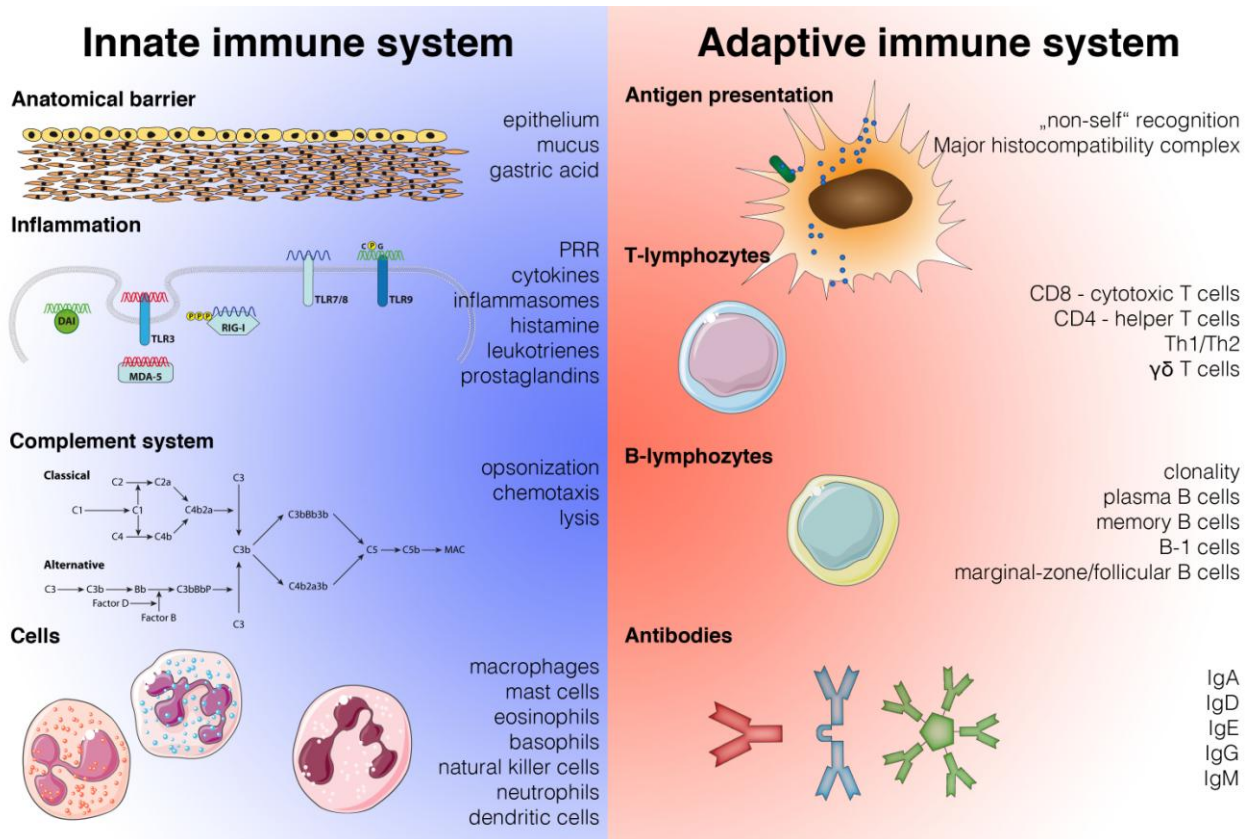 Innate immune system
Anatomical barrier
epithelium
mucus
gastric acid
Inflammation
PRR
cytokines
inflammasomes
histamine
leukotrienes
prostaglandins
DAI
TLR3
MDA-5
PPP
RIG-I
TLR7/8
C P G
TLR9
Complement system
opsonization
chemotaxis
lysis
Classical
C2
C2a
C3
C1
C1
C4b2a
C3bBb3b
C4
C4b
C3b
C5
C5b
MAC
Alternative
C3
C3b
Bb
C3bBbP
C4b2a3b
Factor D
Factor B
C3
Cells
macrophages
mast cells
eosinophils
basophils
natural killer cells
neutrophils
dendritic cells
Adaptive immune system
Antigen presentation
„non-self“ recognition
Major histocompatibility complex
T-lymphozytes
CD8 - cytotoxic T cells
CD4 - helper T cells
Th1/Th2
γδ T cells
B-lymphozytes
clonality
plasma B cells
memory B cells
B-1 cells
marginal-zone/follicular B cells
Antibodies
IgA
IgD
IgE
IgG
IgM